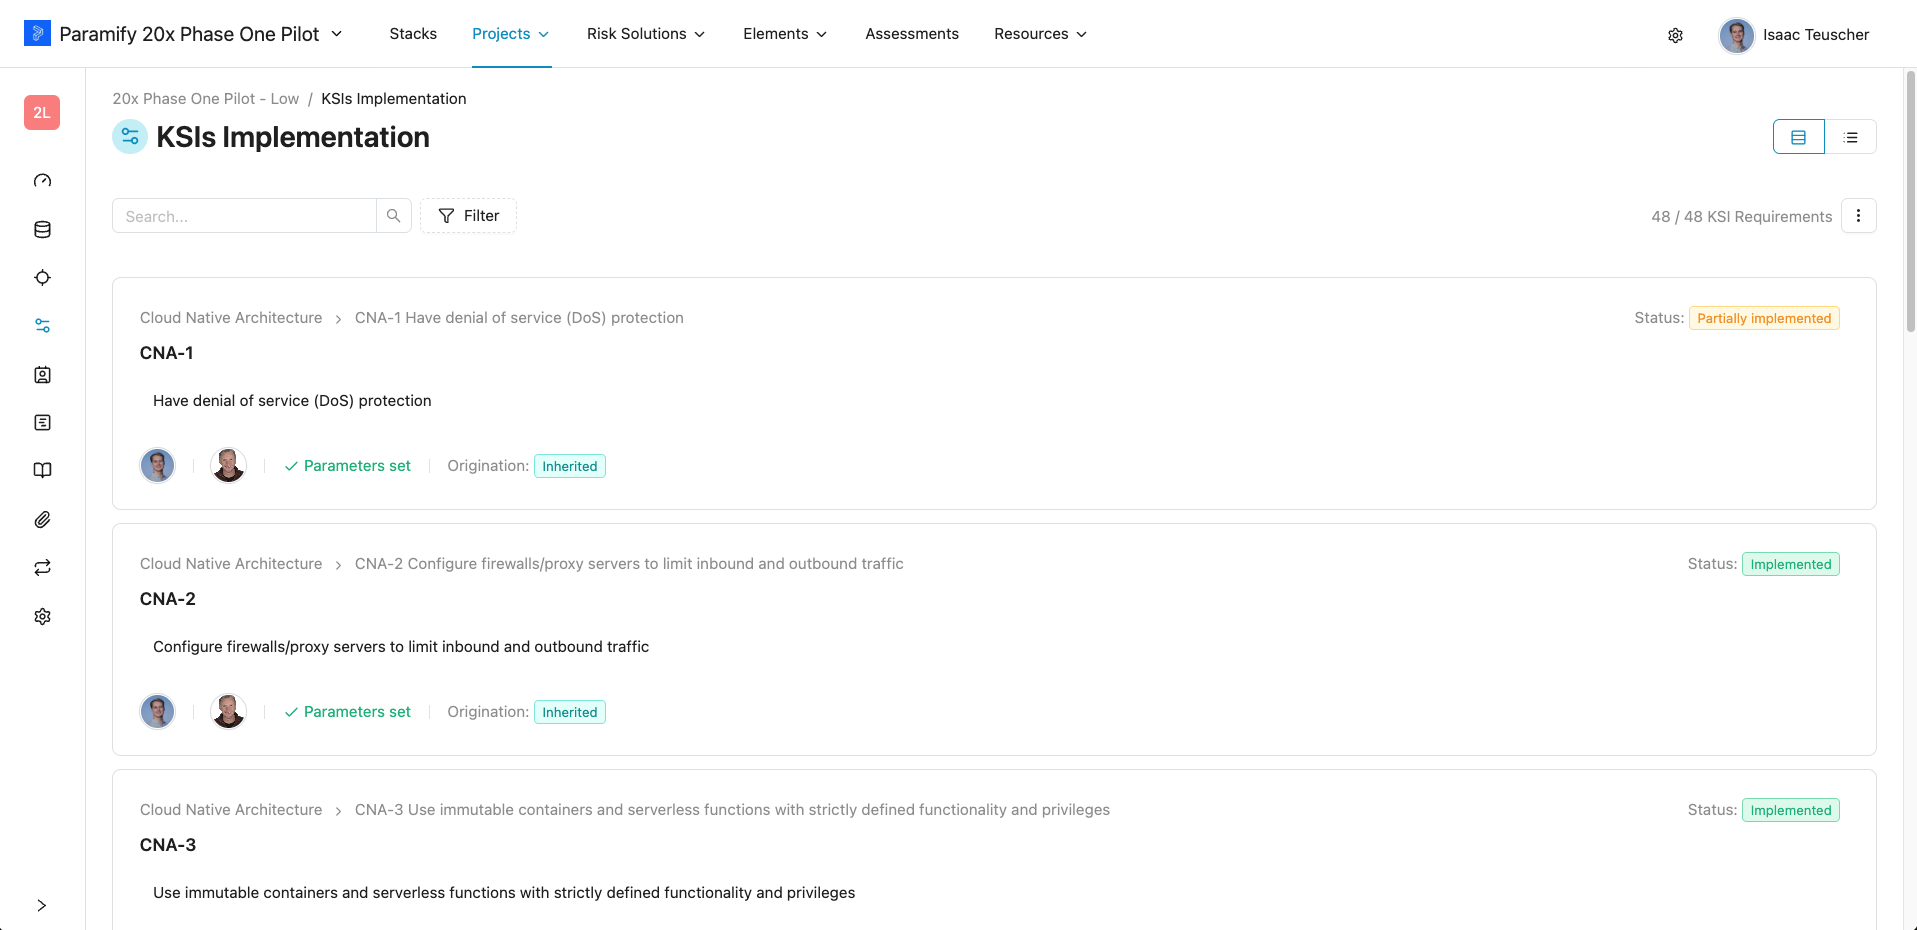 Paramify 20x Phase One Pilot
Stacks
Projects
Risk Solutions
Elements
Assessments
Resources
Isaac Teuscher
2L
20x Phase One Pilot - Low / KSIs Implementation
KSIs Implementation
Search...
Filter
48 / 48 KSI Requirements
Cloud Native Architecture > CNA-1 Have denial of service (DoS) protection
Status: Partially implemented
CNA-1
Have denial of service (DoS) protection
Parameters set
Origination: Inherited
Cloud Native Architecture > CNA-2 Configure firewalls/proxy servers to limit inbound and outbound traffic
Status: Implemented
CNA-2
Configure firewalls/proxy servers to limit inbound and outbound traffic
Parameters set
Origination: Inherited
Cloud Native Architecture > CNA-3 Use immutable containers and serverless functions with strictly defined functionality and privileges
Status: Implemented
CNA-3
Use immutable containers and serverless functions with strictly defined functionality and privileges